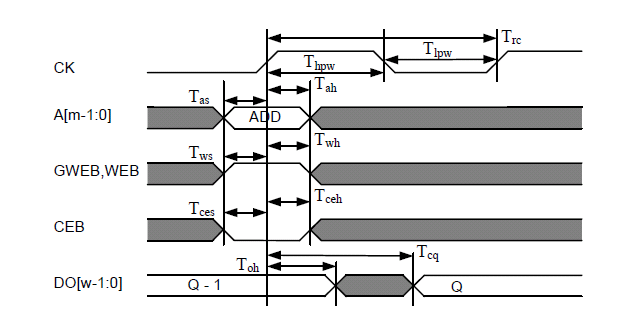 Trc
Tlpw
CK
Thpw
Tah
Tas
A[m-1:0]
ADD
Tws
Twh
GWEB,WEB
Tces
Tceh
CEB
Tcq
Toh
DO[w-1:0]
Q - 1
Q